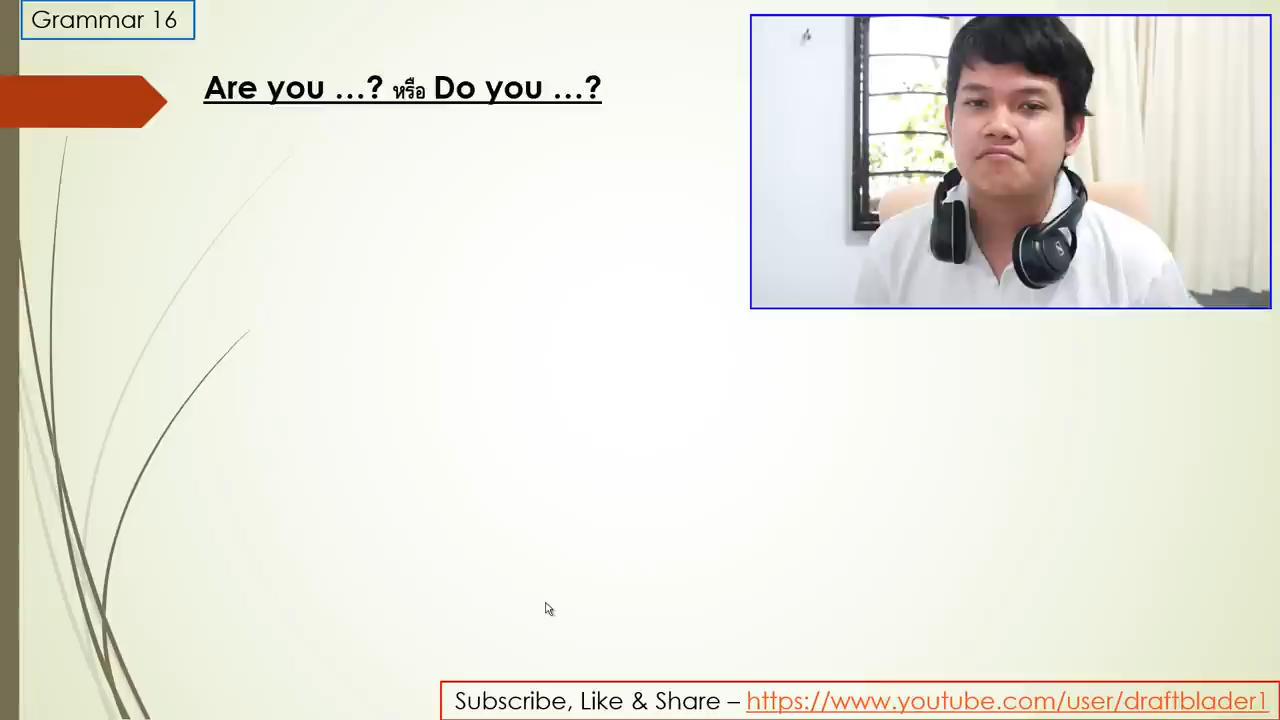 Grammar 16
Are you ...? หรือ Do you ...?
Subscribe, Like & Share – https://www.youtube.com/user/draftblader1